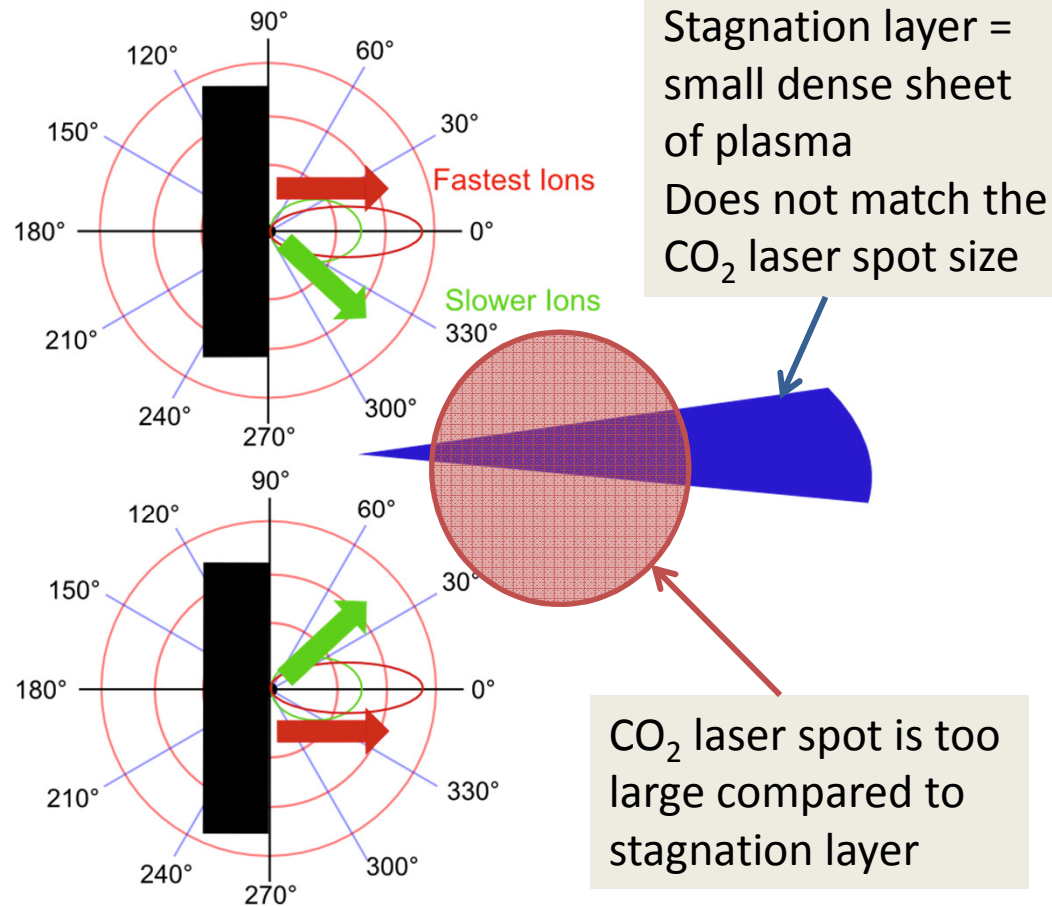 90°
120°
60°
150°
30°
Fastest Ions
180°
0°
Slower Ions
210°
330°
240°
300°
270°
Stagnation layer =
small dense sheet
of plasma
Does not match the
CO₂ laser spot size
90°
120°
60°
150°
30°
180°
0°
210°
330°
240°
300°
270°
CO₂ laser spot is too
large compared to
stagnation layer